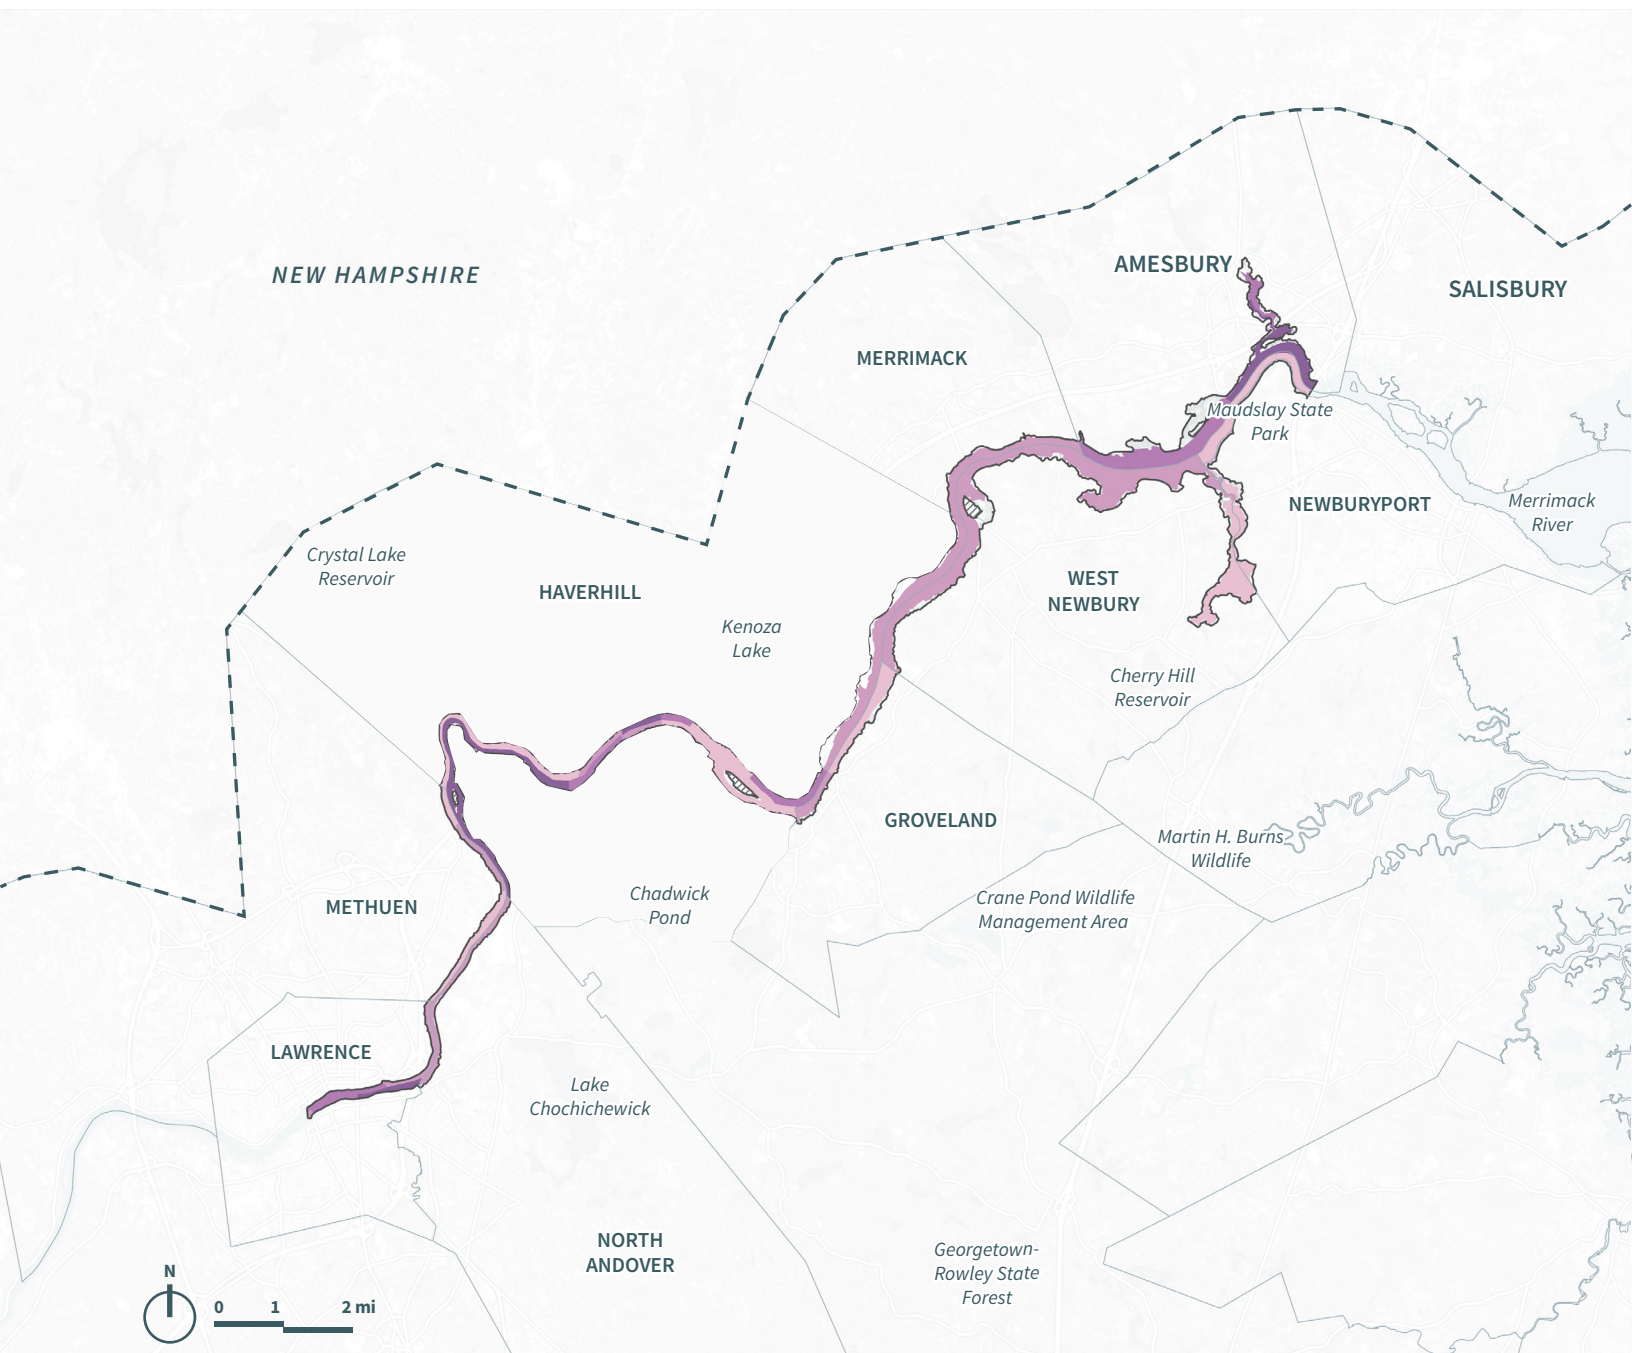 NEW HAMPSHIRE
AMESBURY
SALISBURY
MERRIMACK
Maudslay State
Park
NEWBURYPORT
Merrimack
River
Crystal Lake
Reservoir
HAVERHILL
WEST
NEWBURY
Kenoza
Lake
Cherry Hill
Reservoir
GROVELAND
Martin H. Burns
Wildlife
METHUEN
Chadwick
Pond
Crane Pond Wildlife
Management Area
LAWRENCE
Lake
Chochichewick
NORTH
ANDOVER
Georgetown-
Rowley State
Forest
N
0 1 2 mi